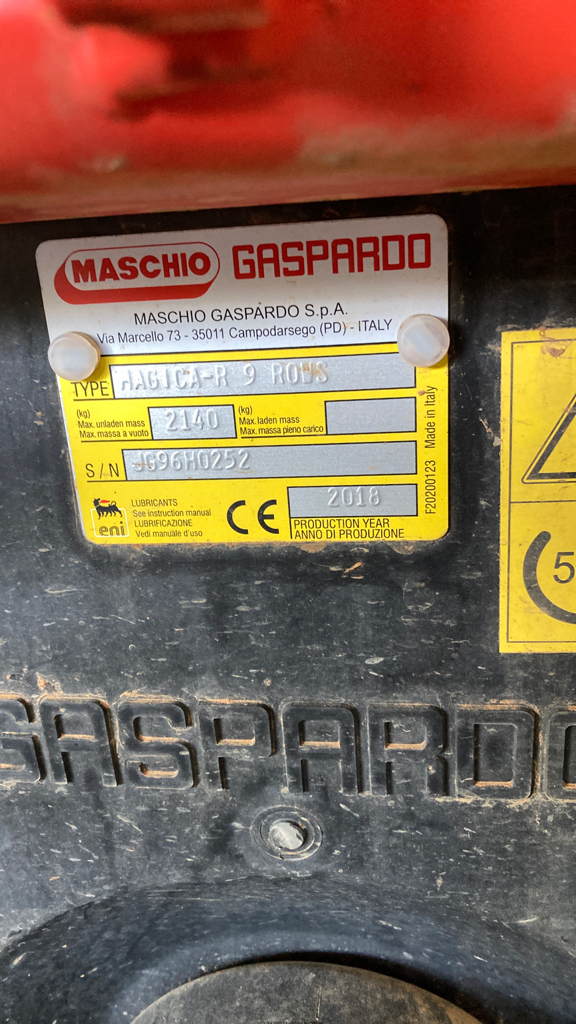 MASCHIO GASPARDO
MASCHIO GASPARDO S.p.A.
Via Marcello 73 - 35011 Campodarsego (PD) - ITALY
TYPE MAGICA-R 9 ROWS
(kg)
Max. unladen mass
Max. massa a vuoto
2140
(kg)
Max. laden mass
Max. massa pieno carico
S/N JG96H0252
eni
LUBRICANTS
See instruction manual
LUBRIFICAZIONE
Vedi manuale d'uso
CE
2018
PRODUCTION YEAR
ANNO DI PRODUZIONE
F20200123 Made in Italy
5
GASPARDO